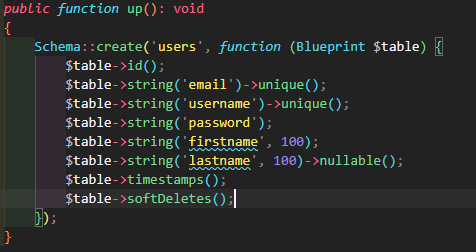 public function up(): void
{
    Schema::create('users', function (Blueprint $table) {
        $table->id();
        $table->string('email')->unique();
        $table->string('username')->unique();
        $table->string('password');
        $table->string('firstname', 100);
        $table->string('lastname', 100)->nullable();
        $table->timestamps();
        $table->softDeletes();
    });
}